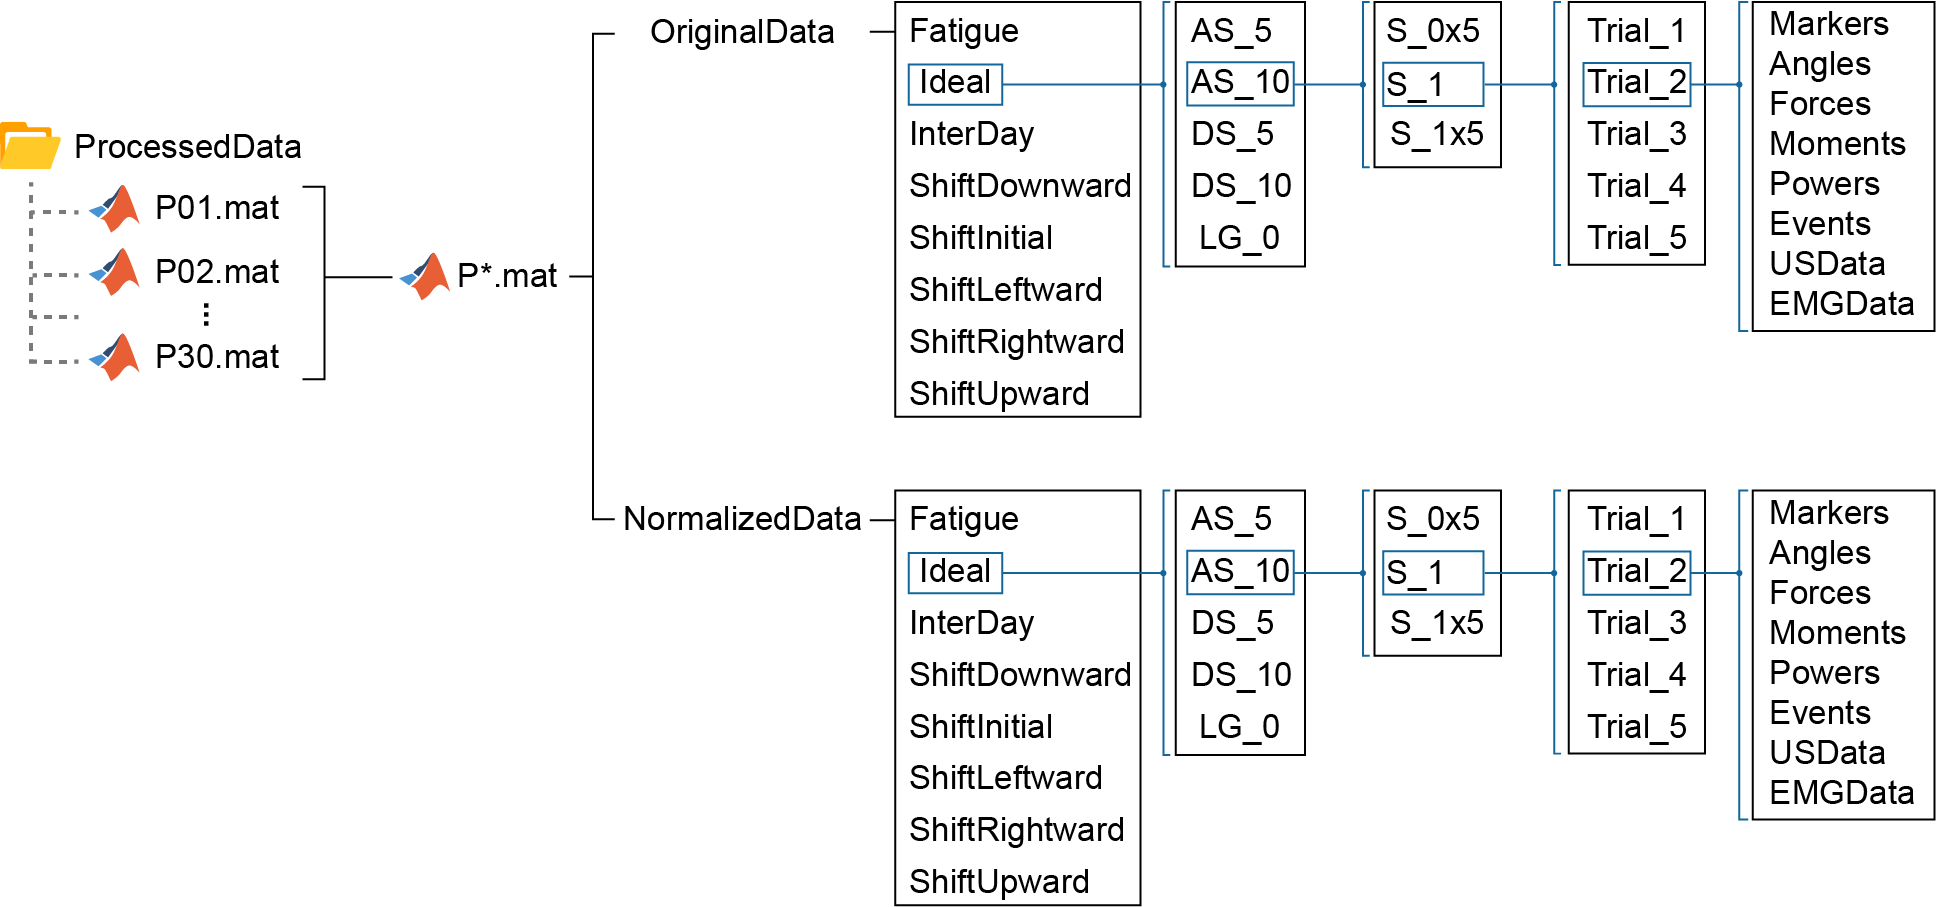 ProcessedData
P01.mat
P02.mat
⋮
P30.mat
P*.mat
OriginalData
Fatigue
Ideal
InterDay
ShiftDownward
ShiftInitial
ShiftLeftward
ShiftRightward
ShiftUpward
AS_5
AS_10
DS_5
DS_10
LG_0
S_0x5
S_1
S_1x5
Trial_1
Trial_2
Trial_3
Trial_4
Trial_5
Markers
Angles
Forces
Moments
Powers
Events
USData
EMGData
NormalizedData
Fatigue
Ideal
InterDay
ShiftDownward
ShiftInitial
ShiftLeftward
ShiftRightward
ShiftUpward
AS_5
AS_10
DS_5
DS_10
LG_0
S_0x5
S_1
S_1x5
Trial_1
Trial_2
Trial_3
Trial_4
Trial_5
Markers
Angles
Forces
Moments
Powers
Events
USData
EMGData